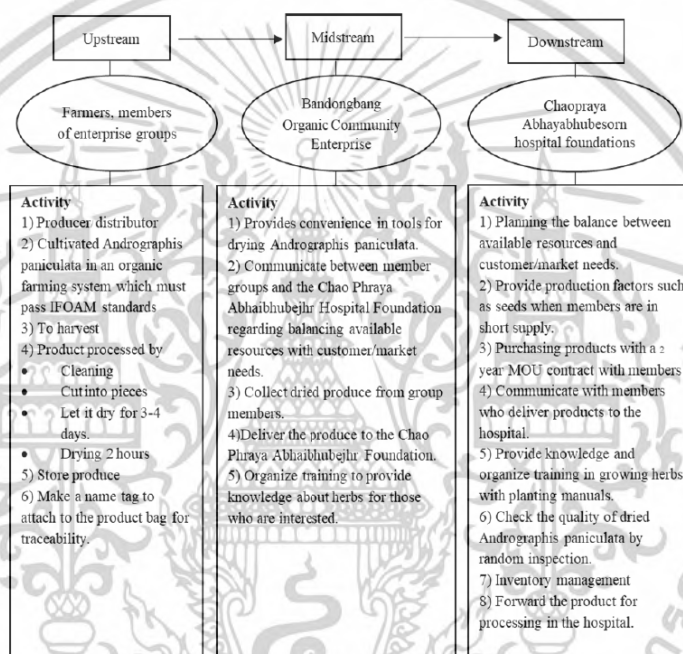 Upstream
Midstream
Downstream
Farmers, members
of enterprise groups
Bandongbang
Organic Community
Enterprise
Chaopraya
Abhayabhubesorn
hospital foundations
Activity
1) Producer distributor
2) Cultivated Andrographis
paniculata in an organic
farming system which must
pass IFOAM standards
3) To harvest
4) Product processed by
• Cleaning
• Cut into pieces
• Let it dry for 3-4
days.
• Drying 2 hours
5) Store produce
6) Make a name tag to
attach to the product bag for
traceability.
Activity
1) Provides convenience in tools for
drying Andrographis paniculata.
2) Communicate between member
groups and the Chao Phraya
Abhaibhubejhr Hospital Foundation
regarding balancing available
resources with customer/market
needs.
3) Collect dried produce from group
members.
4)Deliver the produce to the Chao
Phraya Abhaibhubejhr Foundation.
5) Organize training to provide
knowledge about herbs for those
who are interested.
Activity
1) Planning the balance between
available resources and
customer/market needs.
2) Provide production factors such
as seeds when members are in
short supply.
3) Purchasing products with a 2
year MOU contract with members
4) Communicate with members
who deliver products to the
hospital.
5) Provide knowledge and
organize training in growing herbs
with planting manuals.
6) Check the quality of dried
Andrographis paniculata by
random inspection.
7) Inventory management
8) Forward the product for
processing in the hospital.